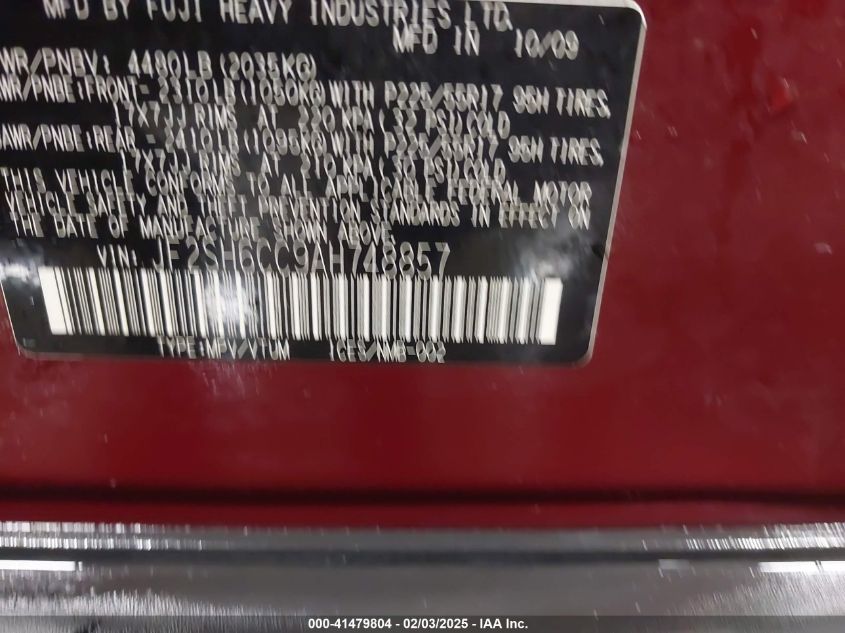 MFD BY FUJI HEAVY INDUSTRIES LTD.
MFD IN 10/09
WR/PNBV: 4490LB (2035KG)
WR/PNBE: FRONT- 2310LB (1050KG) WITH P225/55R17 95H TIRES,
17X7JJ RIMS AT 220 KPA ( 32 PSI) COLD
AWR/PNBE: REAR - 2410LB (1095KG) WITH P225/55R17 95H TIRES,
17X7JJ RIMS AT 210 KPA ( 30 PSI) COLD
THIS VEHICLE CONFORMS TO ALL APPLICABLE FEDERAL MOTOR
VEHICLE SAFETY AND THEFT PREVENTION STANDARDS IN EFFECT ON
THE DATE OF MANUFACTURE SHOWN ABOVE
VIN: JF2SH6CC9AH748857
TYPE:MPV/VTUM ICES/NMB-002
000-41479804 - 02/03/2025 - IAA Inc.